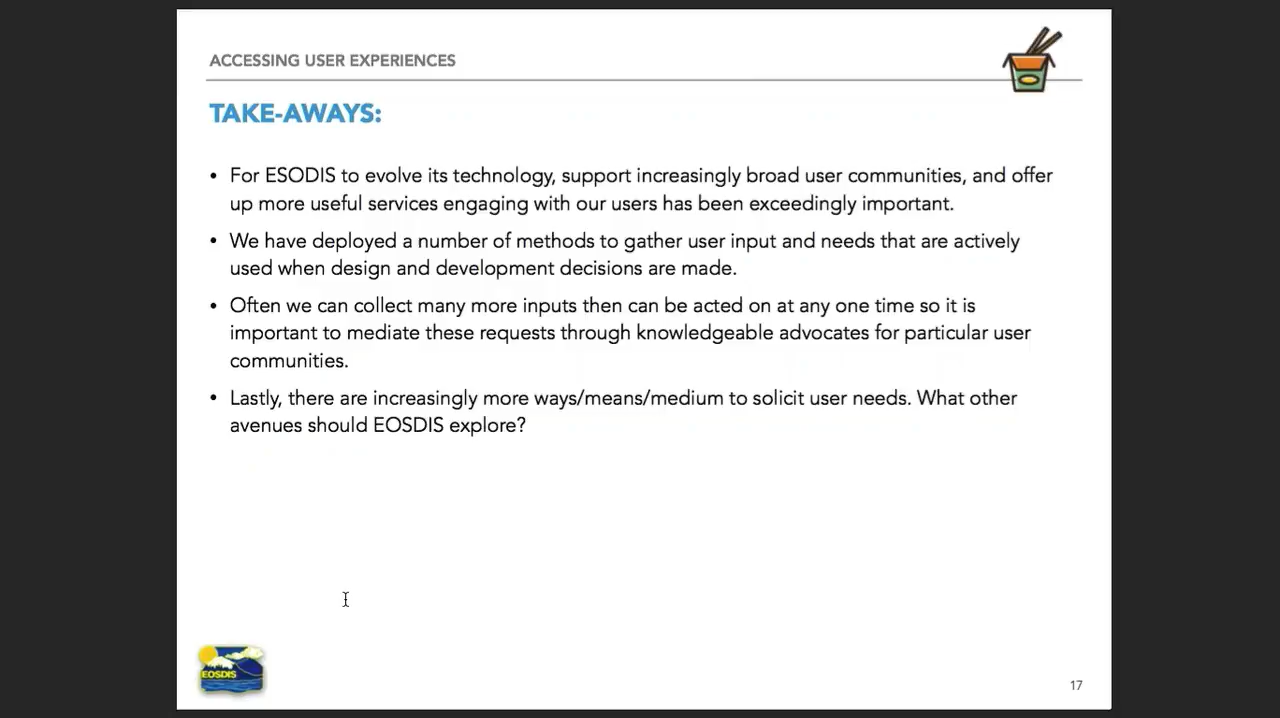 ACCESSING USER EXPERIENCES
TAKE-AWAYS:
• For ESODIS to evolve its technology, support increasingly broad user communities, and offer
up more useful services engaging with our users has been exceedingly important.
• We have deployed a number of methods to gather user input and needs that are actively
used when design and development decisions are made.
• Often we can collect many more inputs then can be acted on at any one time so it is
important to mediate these requests through knowledgeable advocates for particular user
communities.
• Lastly, there are increasingly more ways/means/medium to solicit user needs. What other
avenues should EOSDIS explore?
EOSDIS
17